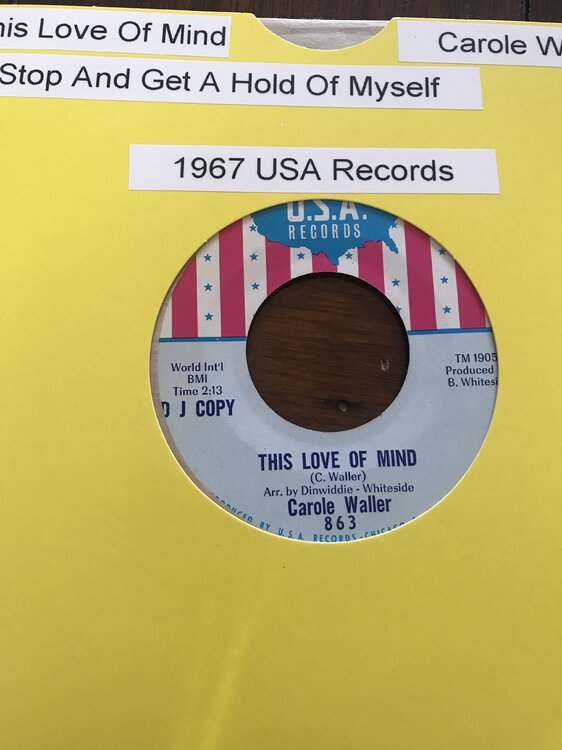 his Love Of Mind
Carole W
Stop And Get A Hold Of Myself
1967 USA Records
U.S.A.
RECORDS
World Int'l
BMI
Time 2:13
D J COPY
TM 1905
Produced
B. Whitesi
THIS LOVE OF MIND
(C. Waller)
Arr. by Dinwiddie - Whiteside
Carole Waller
863
DUCED BY U.S.A. RECORDS - CHICAGO